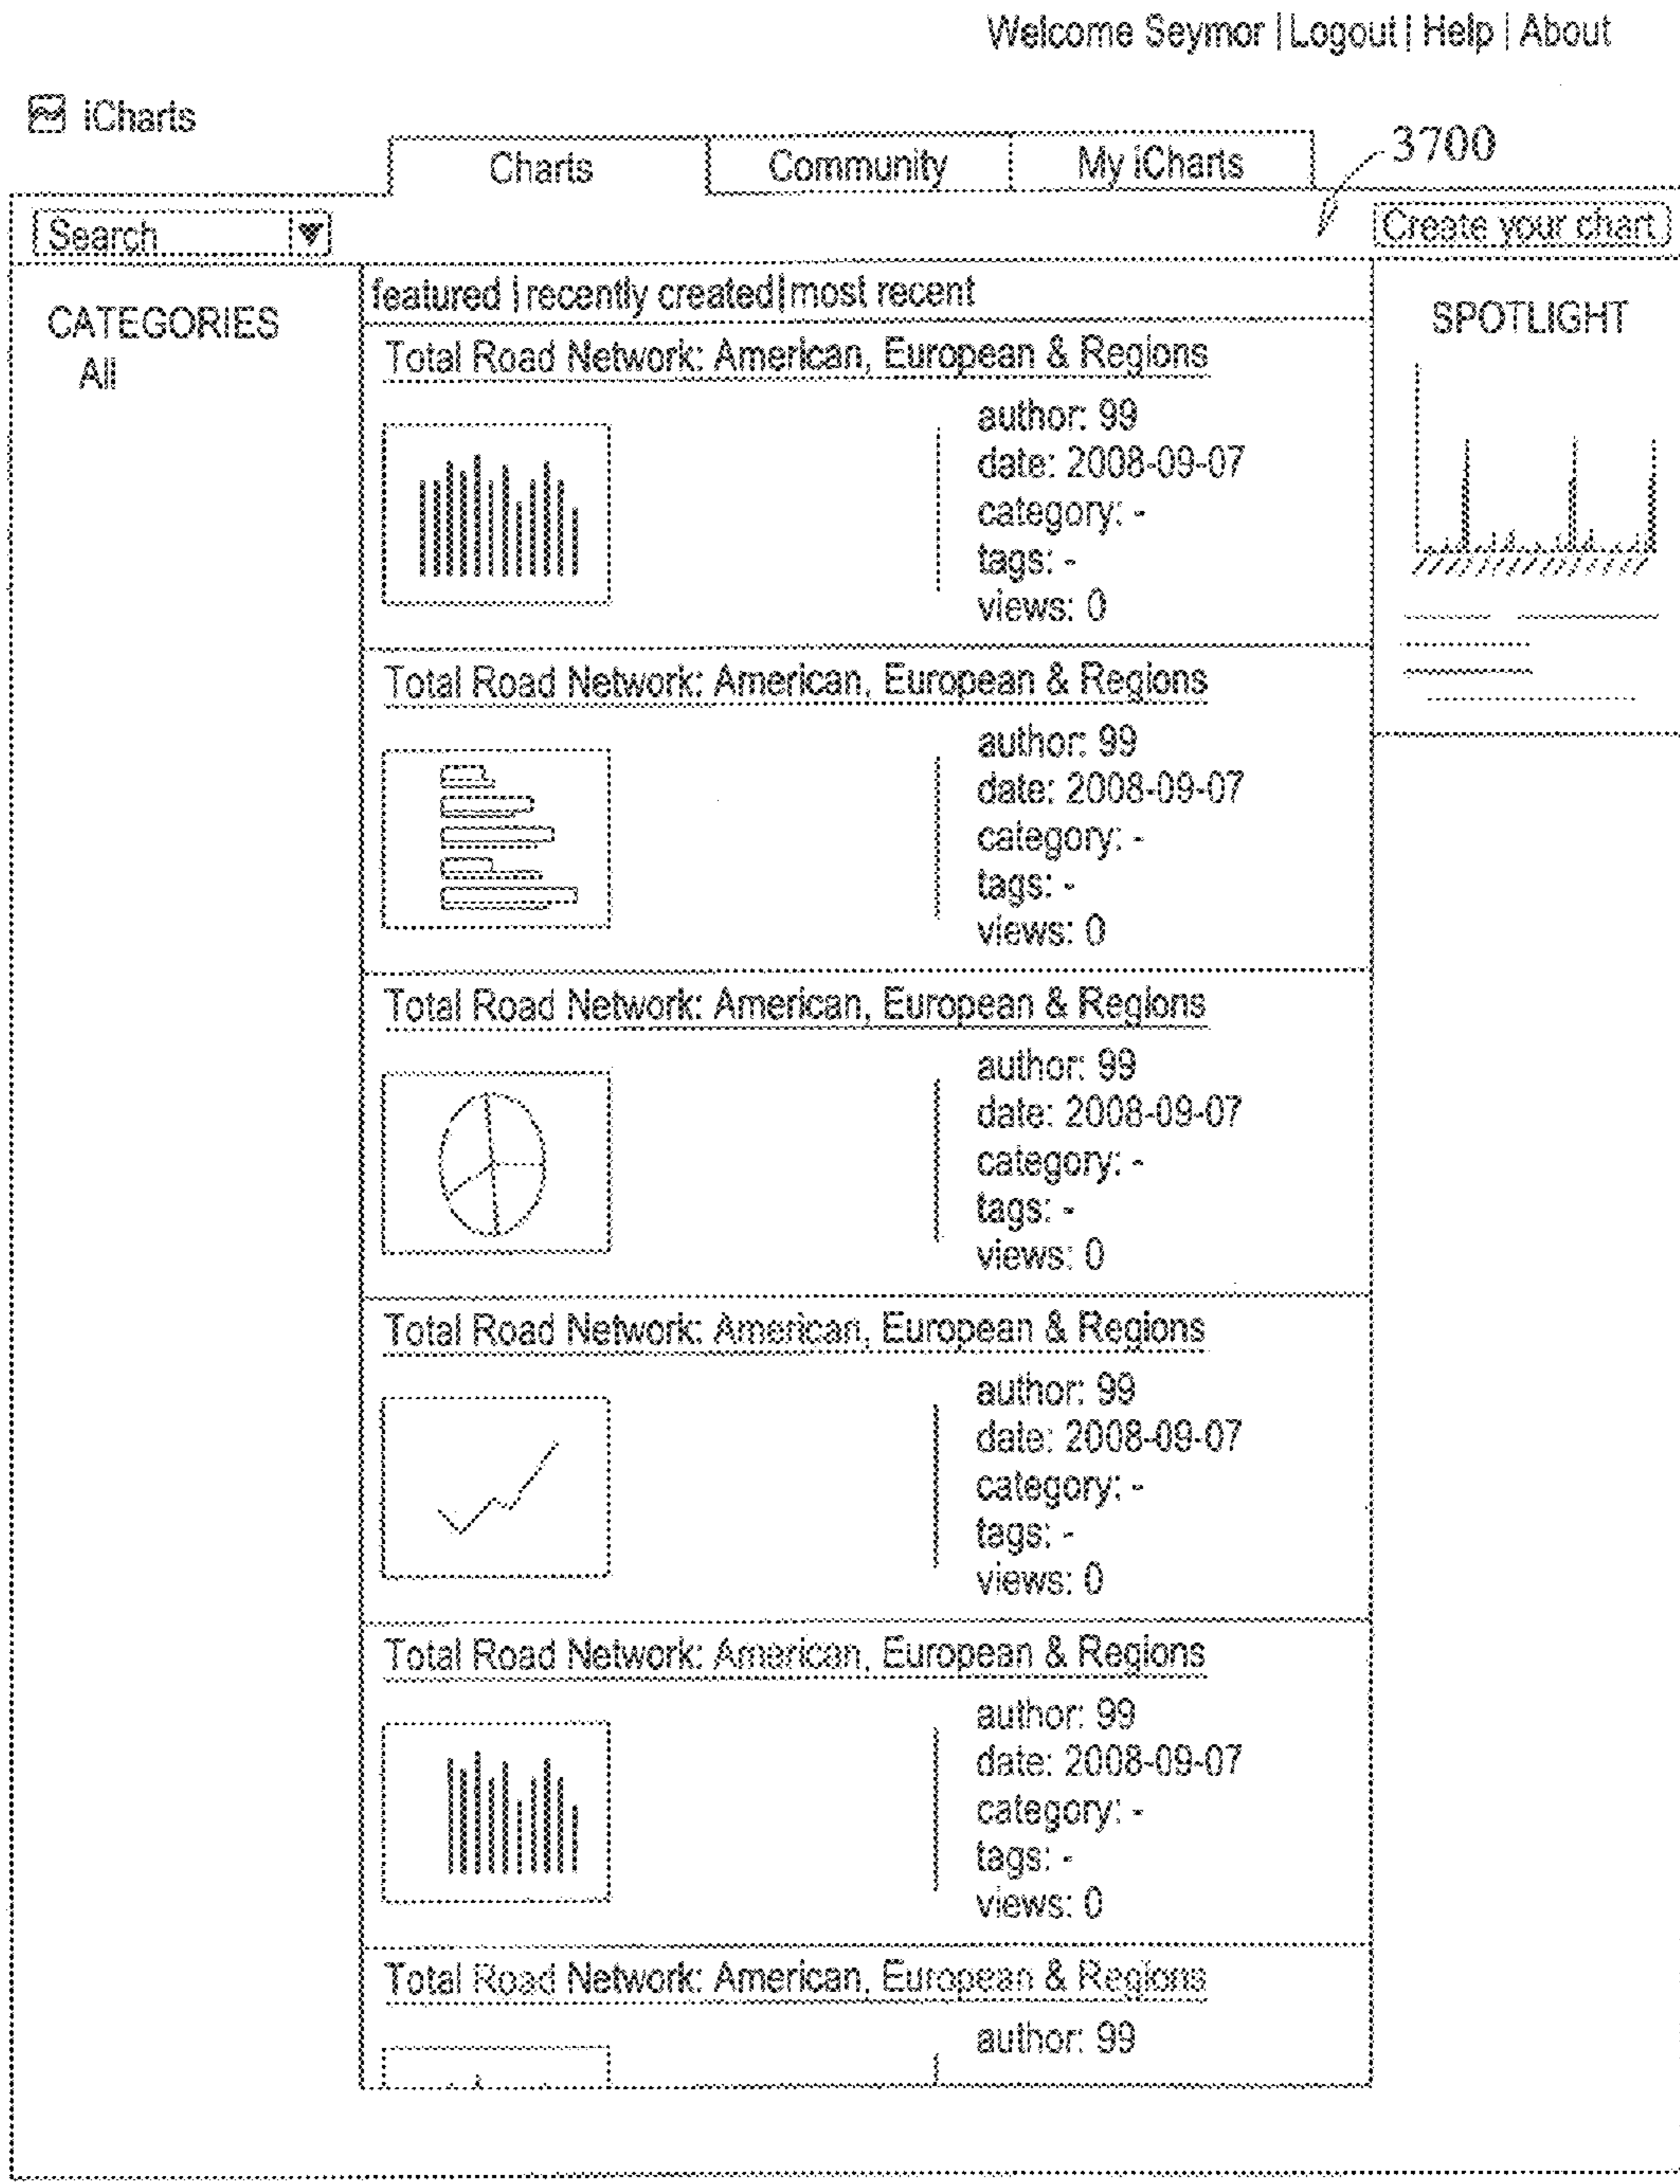 Welcome Seymor | Logout | Help | About
iCharts
Charts
Community
My iCharts
3700
Search
Create your chart
CATEGORIES
All
featured | recently created | most recent
SPOTLIGHT
Total Road Network: American, European & Regions
author: 99
date: 2008-09-07
category: -
tags: -
views: 0
Total Road Network: American, European & Regions
author: 99
date: 2008-09-07
category: -
tags: -
views: 0
Total Road Network: American, European & Regions
author: 99
date: 2008-09-07
category: -
tags: -
views: 0
Total Road Network: American, European & Regions
author: 99
date: 2008-09-07
category: -
tags: -
views: 0
Total Road Network: American, European & Regions
author: 99
date: 2008-09-07
category: -
tags: -
views: 0
Total Road Network: American, European & Regions
author: 99